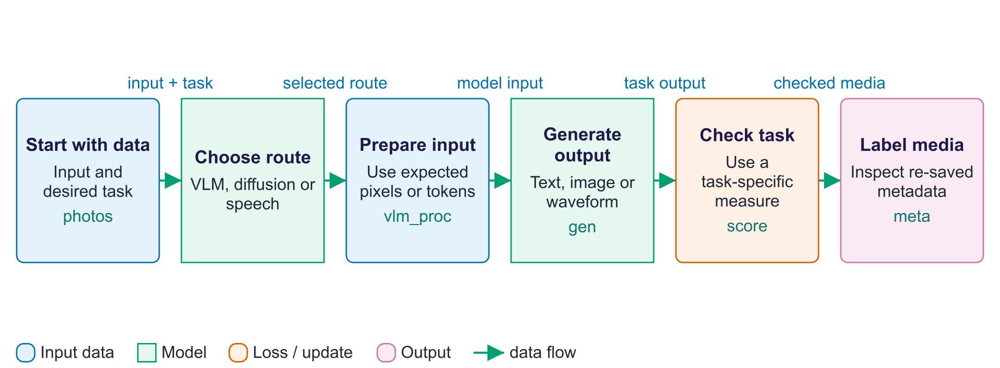 input + task
selected route
model input
task output
checked media
Start with data
Input and
desired task
photos
Choose route
VLM, diffusion or
speech
Prepare input
Use expected
pixels or tokens
vlm_proc
Generate
output
Text, image or
waveform
gen
Check task
Use a
task-specific
measure
score
Label media
Inspect re-saved
metadata
meta
Input data
Model
Loss / update
Output
data flow